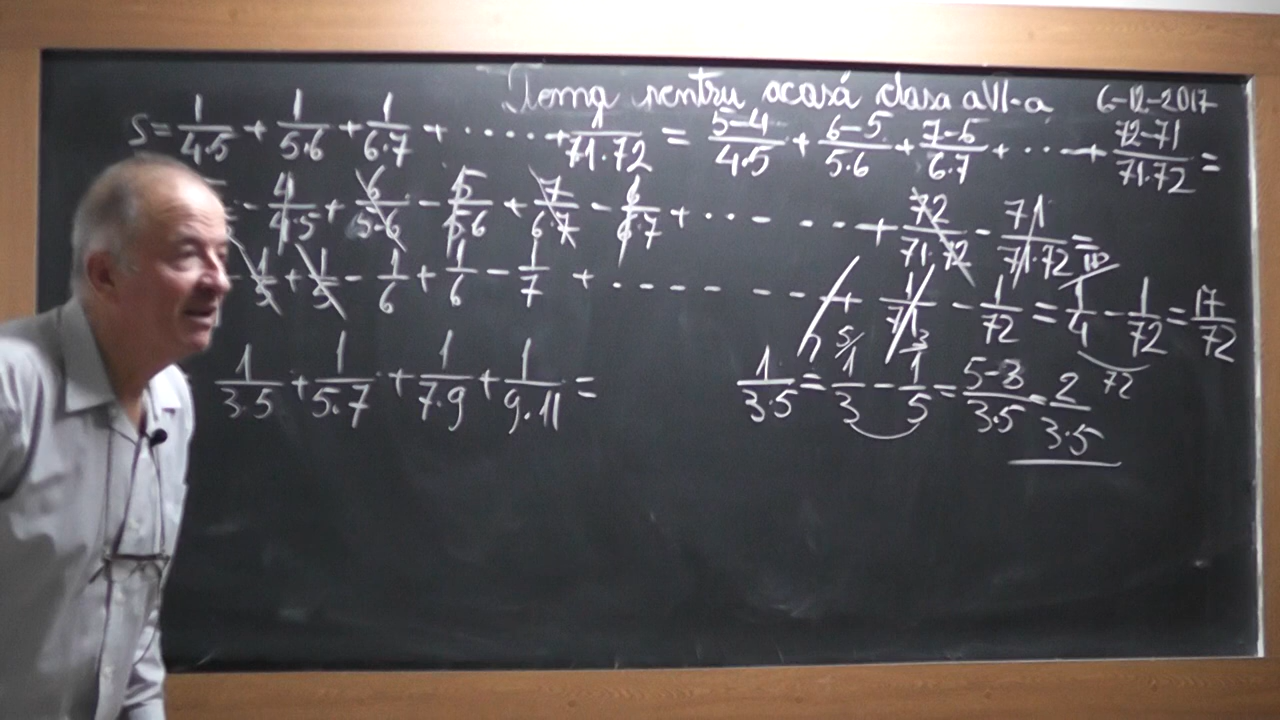 Tema pentru acasă clasa a VI-a 6-12-2017
S = 1/4·5 + 1/5·6 + 1/6·7 + ····· + 1/71·72 = 5-4/4·5 + 6-5/5·6 + 7-6/6·7 + ···· + 72-71/71·72 =
- 4/4·5 + 6/5·6 - 5/5·6 + 7/6·7 - 6/6·7 + ··· - - - - + 72/71·72 - 71/71·72 =
- 1/5 + 1/5 - 1/6 + 1/6 - 1/7 + ....- - - - - - + 1/71 - 1/72 = 1/4 - 1/72 = 17/72
72
1/3·5 + 1/5·7 + 1/7·9 + 1/9·11 = 1/3·5 = 1/3 - 1/5 = 5-3/3·5 = 2/3·5